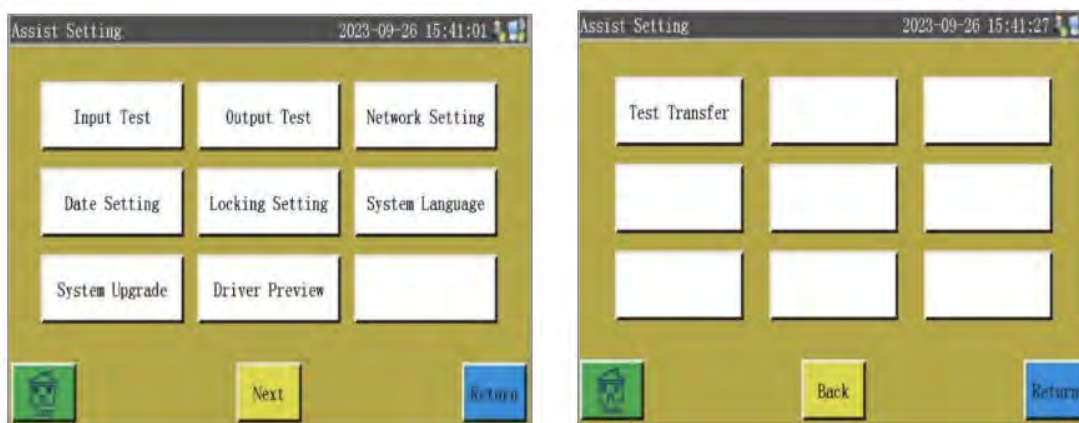 Assist Setting 2023-09-26 15:41:01
Input Test Output Test Network Setting
Date Setting Locking Setting System Language
System Upgrade Driver Preview
Next Return
Assist Setting 2023-09-26 15:41:27
Test Transfer
Back Return